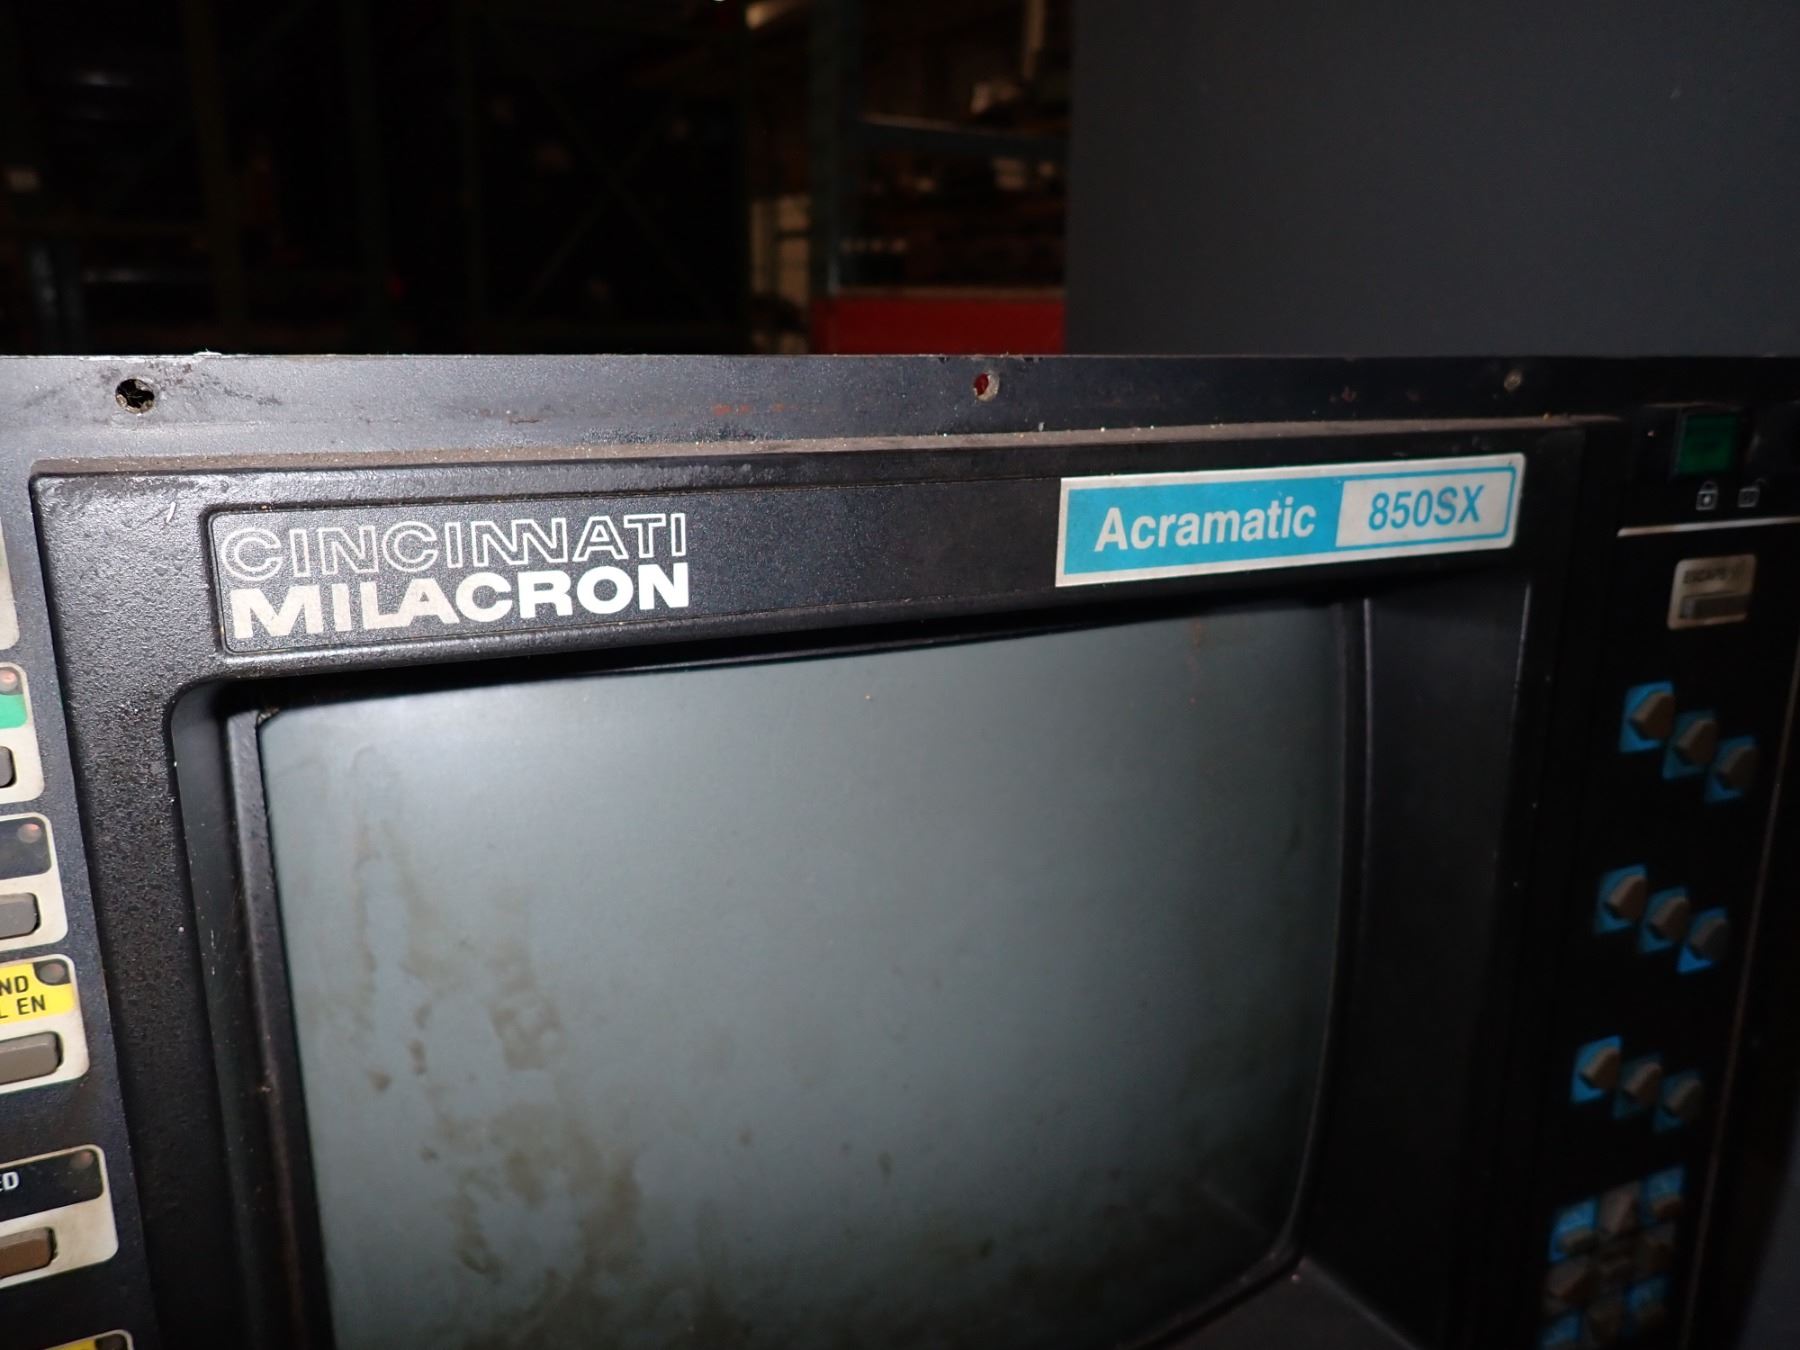 CINCINNATI
MILACRON
Acramatic 850SX
ND
L EN
ED